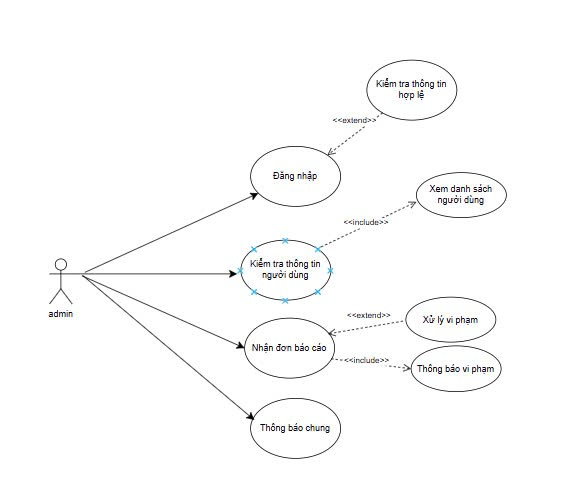 Kiểm tra thông tin
hợp lệ
<<extend>>
Đăng nhập
Xem danh sách
người dùng
<<include>>
Kiểm tra thông tin
người dùng
admin
<<extend>>
Xử lý vi phạm
Nhận đơn báo cáo
<<include>>
Thông báo vi phạm
Thông báo chung